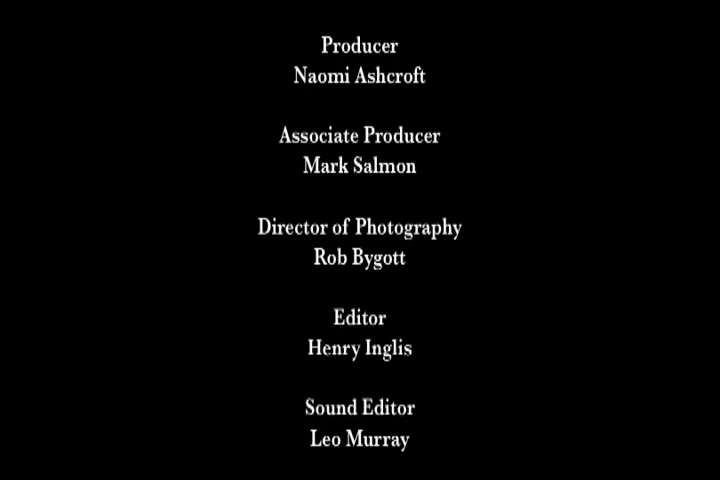 Producer
Naomi Ashcroft
Associate Producer
Mark Salmon
Director of Photography
Rob Bygott
Editor
Henry Inglis
Sound Editor
Leo Murray